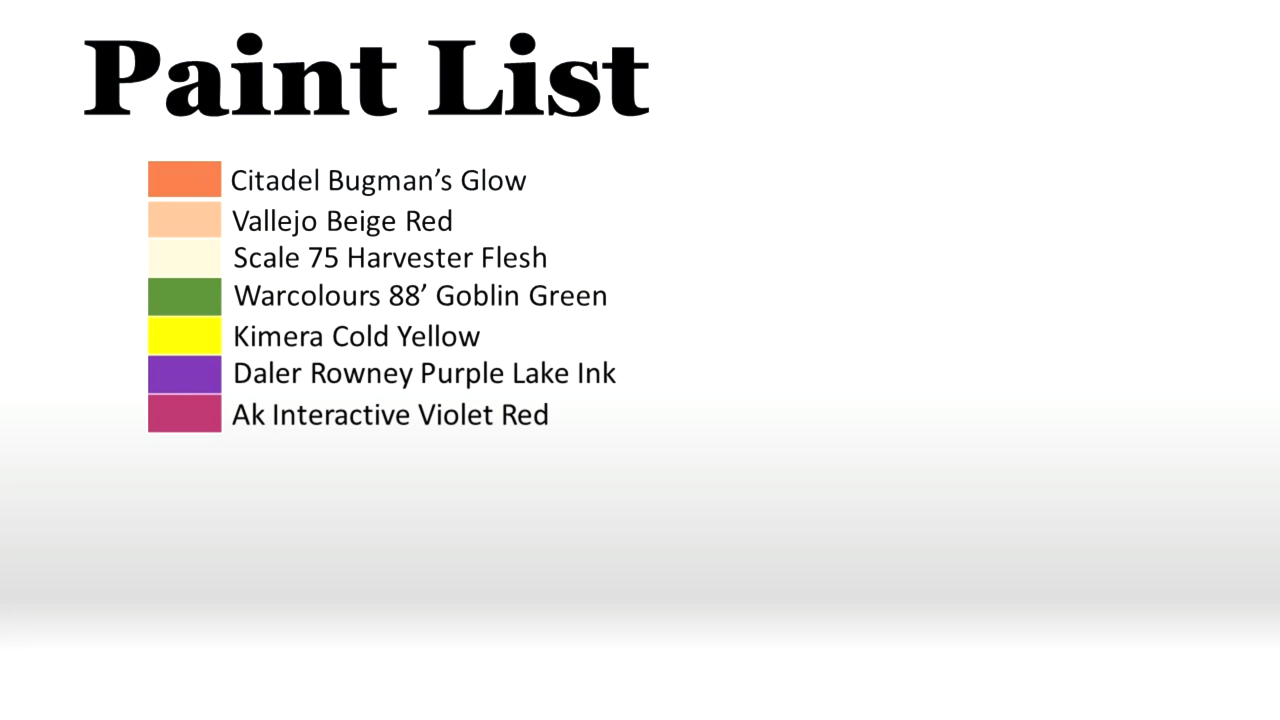 Paint List
Citadel Bugman’s Glow
Vallejo Beige Red
Scale 75 Harvester Flesh
Warcolours 88’ Goblin Green
Kimera Cold Yellow
Daler Rowney Purple Lake Ink
Ak Interactive Violet Red